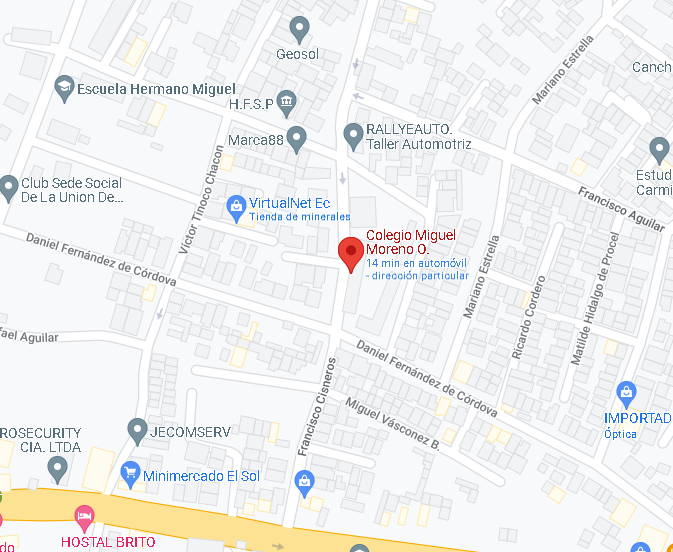 Geosol
Mariano Estrella
Canch
Escuela Hermano Miguel
H.F.S.P
Marca88
RALLYEAUTO.
Taller Automotriz
Estud
Carmi
Club Sede Social
De La Union De...
Víctor Tinoco Chacon
VirtualNet Ec
Tienda de minerales
Francisco Aguilar
Daniel Fernández de Córdova
Colegio Miguel
Moreno O.
14 min en automóvil
- dirección particular
Mariano Estrella
Ricardo Cordero
Matilde Hidalgo de Procel
fael Aguilar
Daniel Fernández de Córdova
Francisco Cisneros
Miguel Vásconez B.
IMPORTAD
Óptica
ROSECURITY
CIA. LTDA
JECOMSERV
Minimercado El Sol
HOSTAL BRITO
do